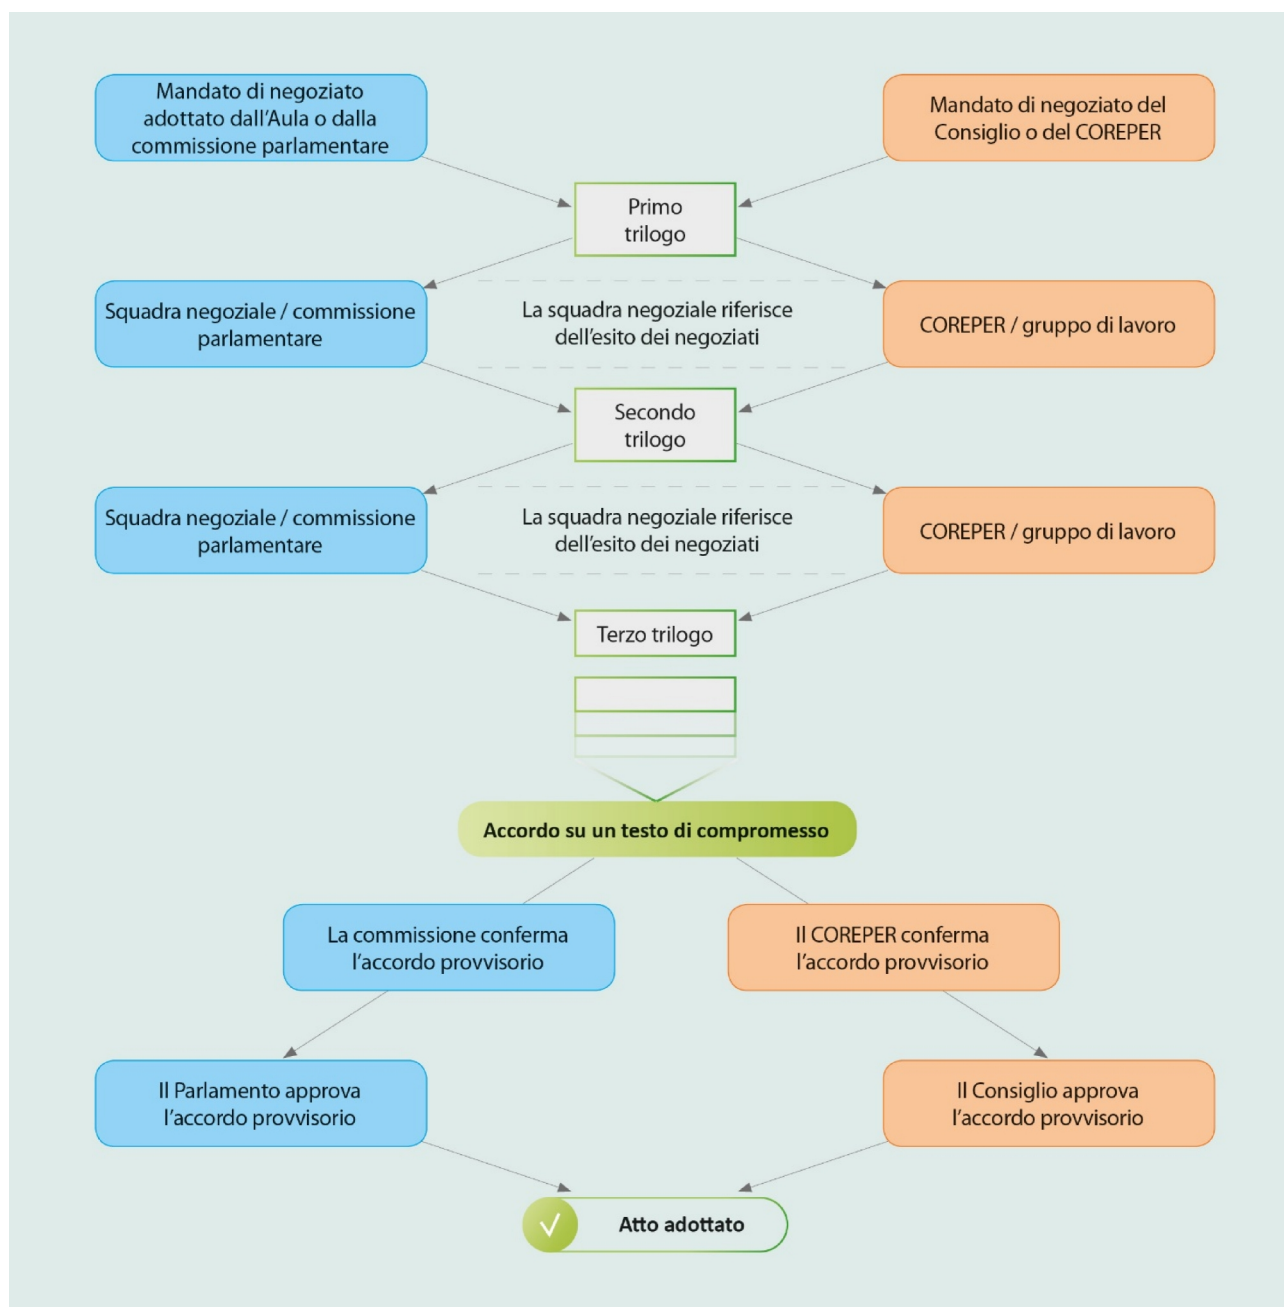 Mandato di negoziato
adottato dall'Aula o dalla
commissione parlamentare
Mandato di negoziato del
Consiglio o del COREPER
Primo
trilogo
Squadra negoziale / commissione
parlamentare
La squadra negoziale riferisce
dell'esito dei negoziati
COREPER / gruppo di lavoro
Secondo
trilogo
Squadra negoziale / commissione
parlamentare
La squadra negoziale riferisce
dell'esito dei negoziati
COREPER / gruppo di lavoro
Terzo trilogo
Accordo su un testo di compromesso
La commissione conferma
l'accordo provvisorio
Il COREPER conferma
l'accordo provvisorio
Il Parlamento approva
l'accordo provvisorio
Il Consiglio approva
l'accordo provvisorio
Atto adottato